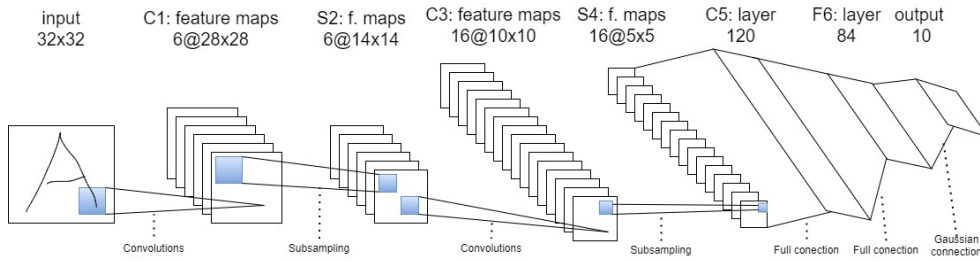 input
32x32
C1: feature maps
6@28x28
S2: f. maps
6@14x14
C3: feature maps
16@10x10
S4: f. maps
16@5x5
C5: layer
120
F6: layer
84
output
10
Convolutions
Subsampling
Convolutions
Subsampling
Full conection
Full conection
Gaussian
connection